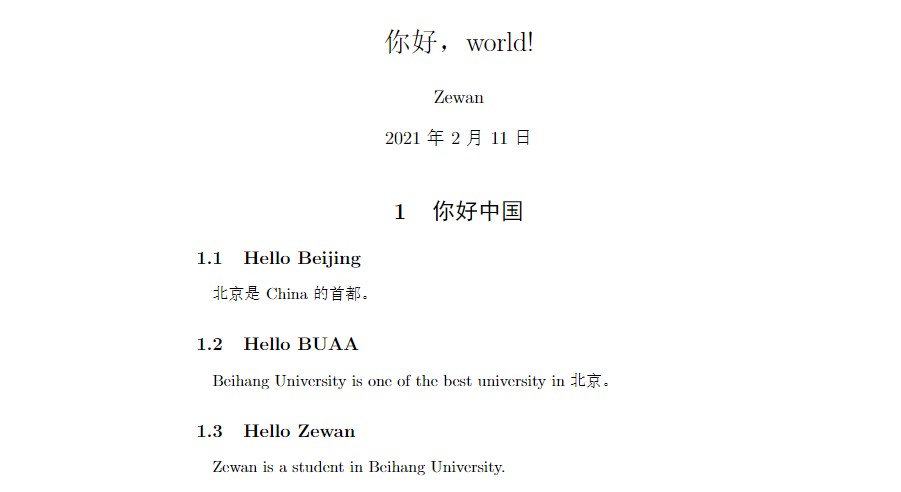 你好，world!
Zewan
2021 年 2 月 11 日
1 你好中国
1.1 Hello Beijing
北京是 China 的首都。
1.2 Hello BUAA
Beihang University is one of the best university in 北京。
1.3 Hello Zewan
Zewan is a student in Beihang University.